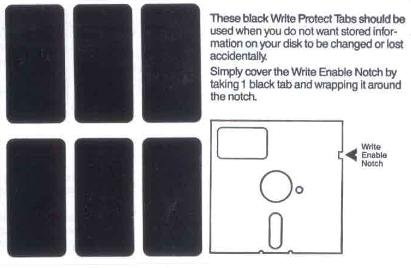 These black Write Protect Tabs should be
used when you do not want stored infor-
mation on your disk to be changed or lost
accidentally.
Simply cover the Write Enable Notch by
taking 1 black tab and wrapping it around
the notch.
Write
Enable
Notch